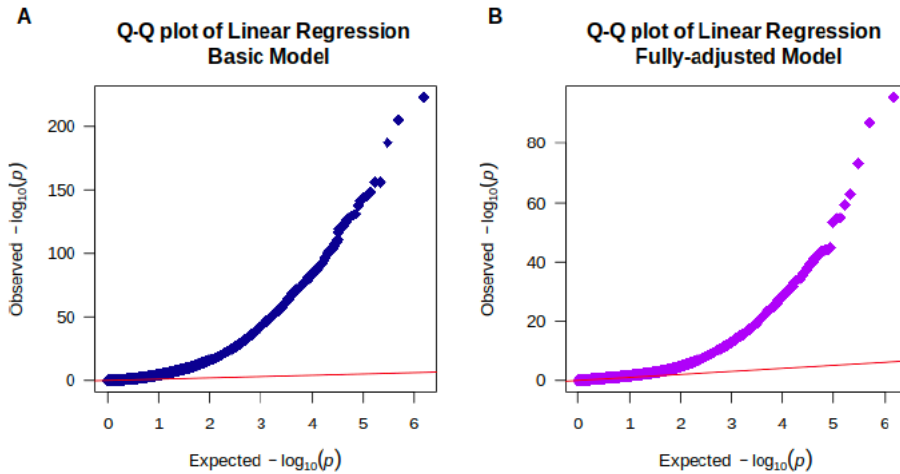 A
Q-Q plot of Linear Regression
Basic Model
Observed −log10(p)
200
150
100
50
0
0 1 2 3 4 5 6
Expected −log10(p)
B
Q-Q plot of Linear Regression
Fully-adjusted Model
Observed −log10(p)
80
60
40
20
0
0 1 2 3 4 5 6
Expected −log10(p)